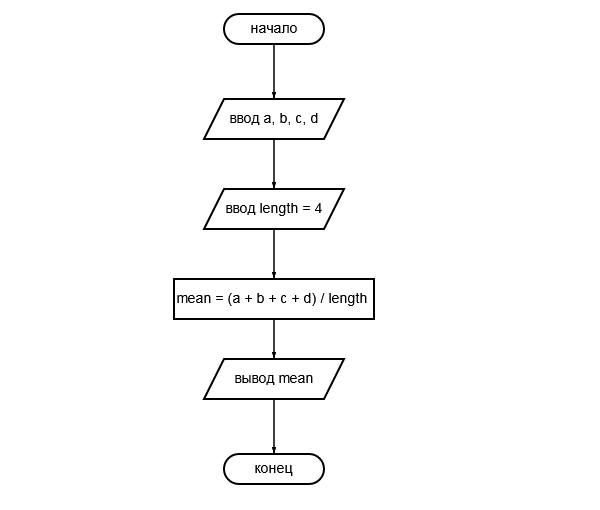 начало
ввод a, b, c, d
ввод length = 4
mean = (a + b + c + d) / length
вывод mean
конец